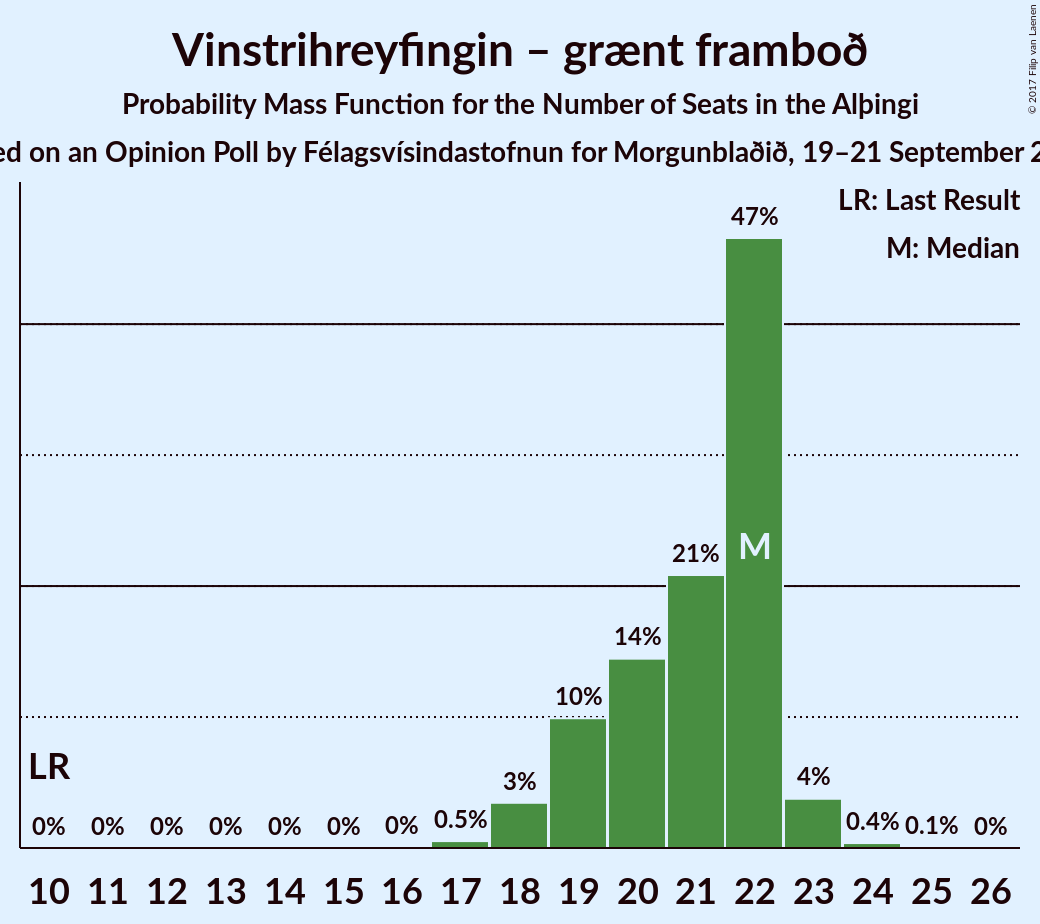 Vinstrihreyfingin – grænt framboð
Probability Mass Function for the Number of Seats in the Alþingi
ed on an Opinion Poll by Félagsvísindastofnun for Morgunblaðið, 19–21 September 2
© 2017 Filip van Laenen
LR: Last Result
M: Median
47%
M
21%
14%
10%
LR
3%
4%
0% 0% 0% 0% 0% 0% 0% 0.5% 0.4% 0.1% 0%
10 11 12 13 14 15 16 17 18 19 20 21 22 23 24 25 26